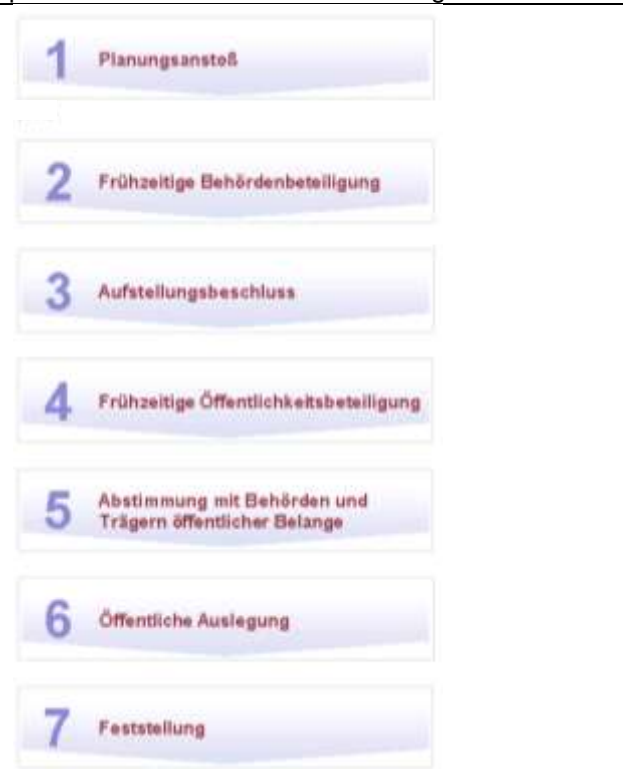 1 Planungsanstoß
2 Frühzeitige Behördenbeteiligung
3 Aufstellungsbeschluss
4 Frühzeitige Öffentlichkeitsbeteiligung
5 Abstimmung mit Behörden und
Trägern öffentlicher Belange
6 Öffentliche Auslegung
7 Feststellung